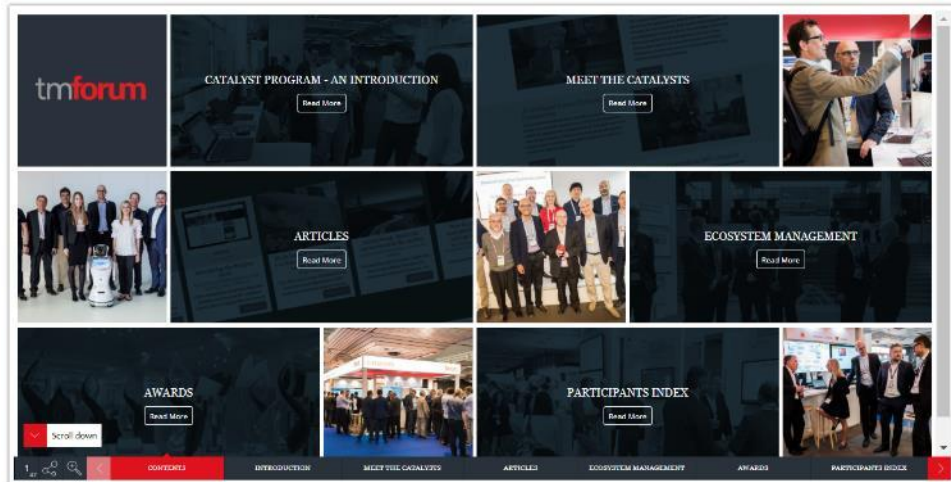 tmforum
CATALYST PROGRAM - AN INTRODUCTION
Read More
MEET THE CATALYSTS
Read More
ARTICLES
Read More
ECOSYSTEM MANAGEMENT
Read More
AWARDS
Read More
PARTICIPANTS INDEX
Read More
Scroll down
1
CONTENTS
INTRODUCTION
MEET THE CATALYSTS
ARTICLES
ECOSYSTEM MANAGEMENT
AWARDS
PARTICIPANTS INDEX